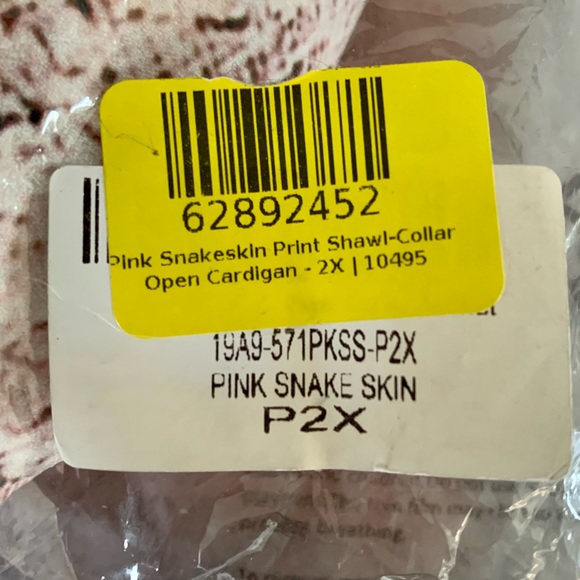 62892452
Pink Snakeskin Print Shawl-Collar
Open Cardigan - 2X | 10495
19A9-571PKSS-P2X
PINK SNAKE SKIN
P2X